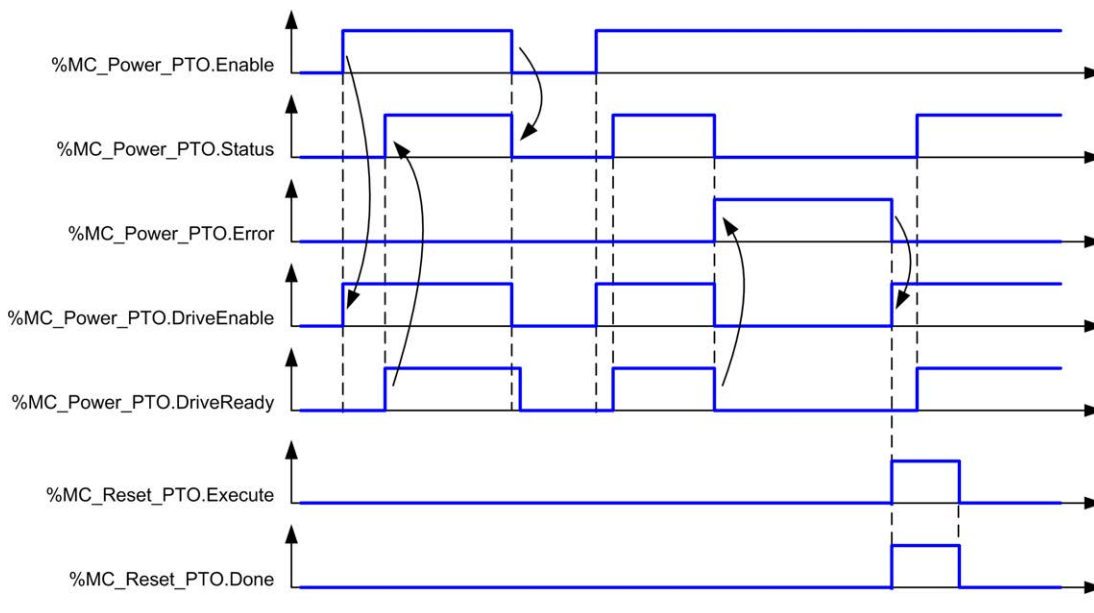 %MC_Power_PTO.Enable
%MC_Power_PTO.Status
%MC_Power_PTO.Error
%MC_Power_PTO.DriveEnable
%MC_Power_PTO.DriveReady
%MC_Reset_PTO.Execute
%MC_Reset_PTO.Done